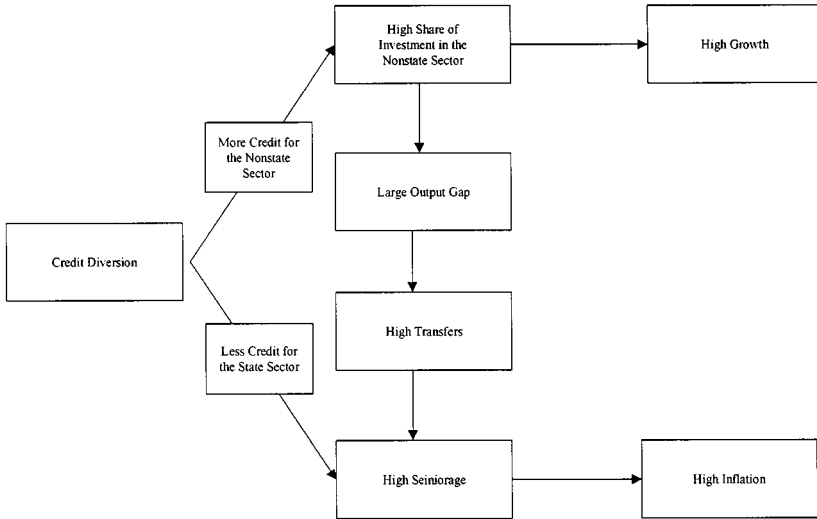 High Share of
Investment in the
Nonstate Sector
High Growth
More Credit for
the Nonstate
Sector
Large Output Gap
Credit Diversion
High Transfers
Less Credit for
the State Sector
High Seiniorage
High Inflation